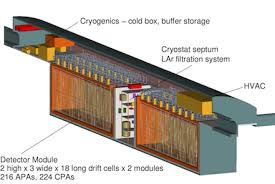 Cryogenics – cold box, buffer storage
Cryostat septum
LAr filtration system
HVAC
Detector Module
2 high x 3 wide x 18 long drift cells x 2 modules
216 APAs, 224 CPAs